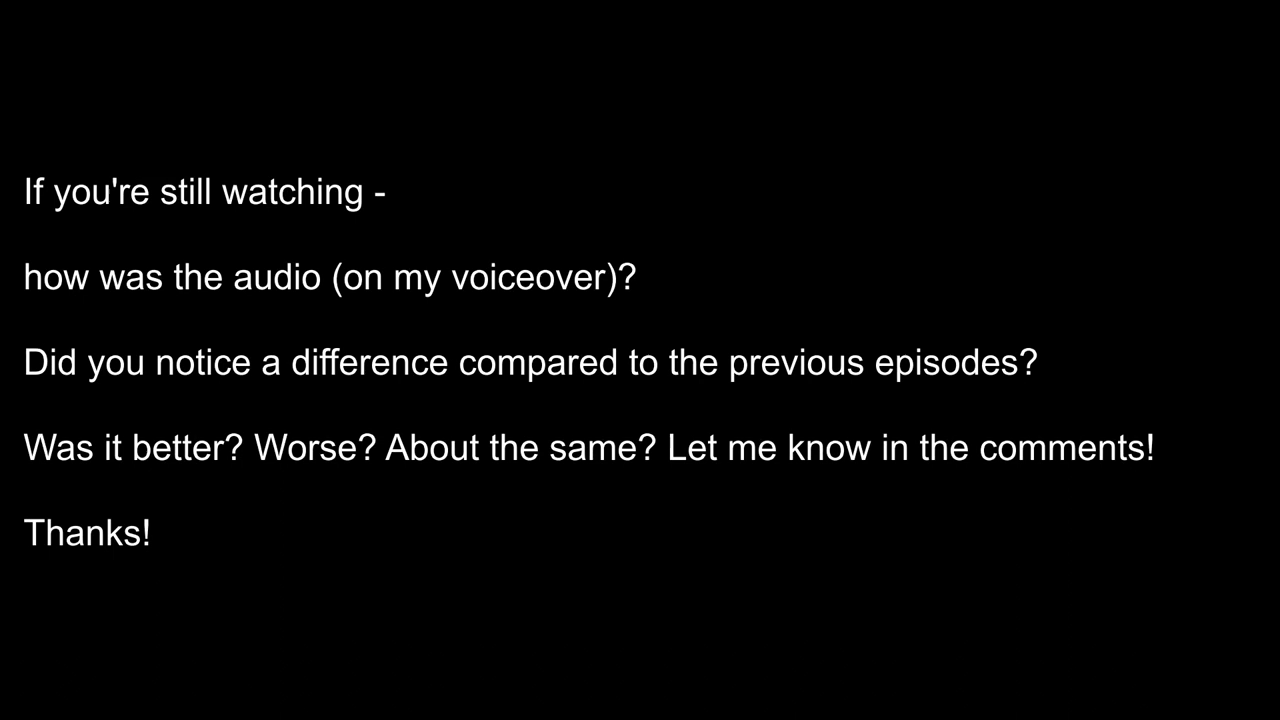 If you're still watching -
how was the audio (on my voiceover)?
Did you notice a difference compared to the previous episodes?
Was it better? Worse? About the same? Let me know in the comments!
Thanks!